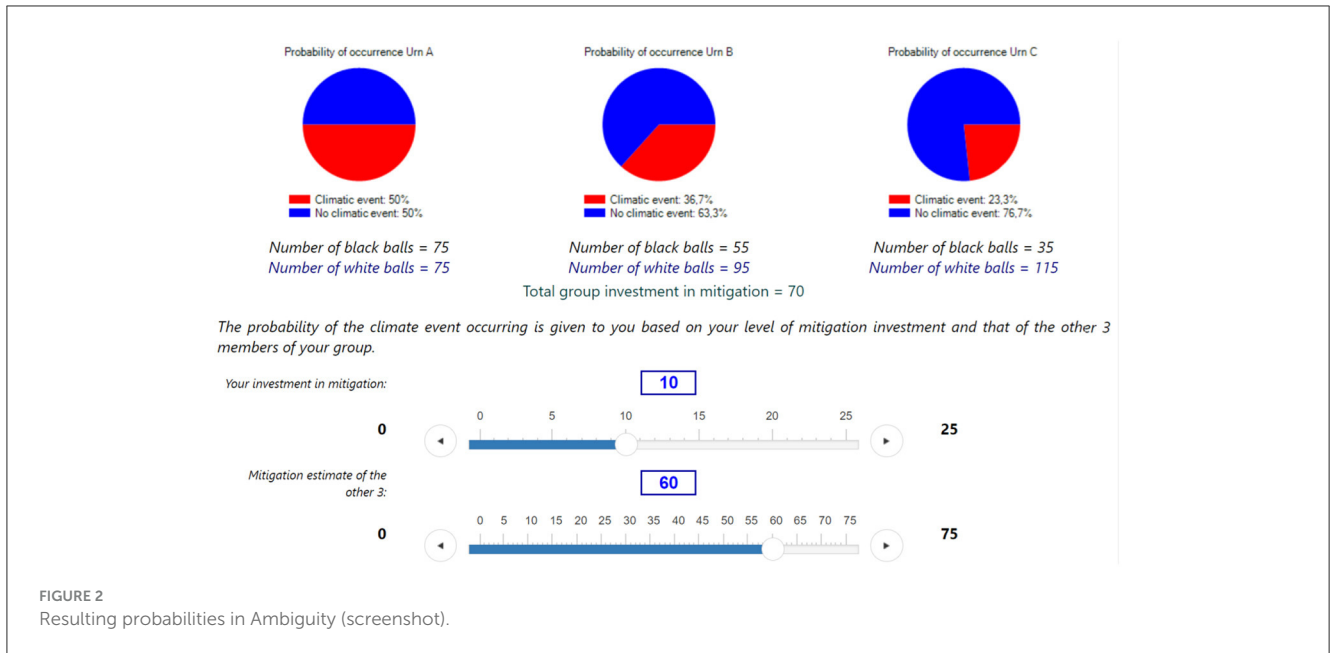 Probability of occurrence Urn A
Probability of occurrence Urn B
Probability of occurrence Urn C
Climatic event: 50%
No climatic event: 50%
Climatic event: 36,7%
No climatic event: 63,3%
Climatic event: 23,3%
No climatic event: 76,7%
Number of black balls = 75
Number of white balls = 75
Number of black balls = 55
Number of white balls = 95
Number of black balls = 35
Number of white balls = 115
Total group investment in mitigation = 70
The probability of the climate event occurring is given to you based on your level of mitigation investment and that of the other 3
members of your group.
Your investment in mitigation:
10
0 5 10 15 20 25
0
25
Mitigation estimate of the
other 3:
60
0 5 10 15 20 25 30 35 40 45 50 55 60 65 70 75
0
75
FIGURE 2
Resulting probabilities in Ambiguity (screenshot).